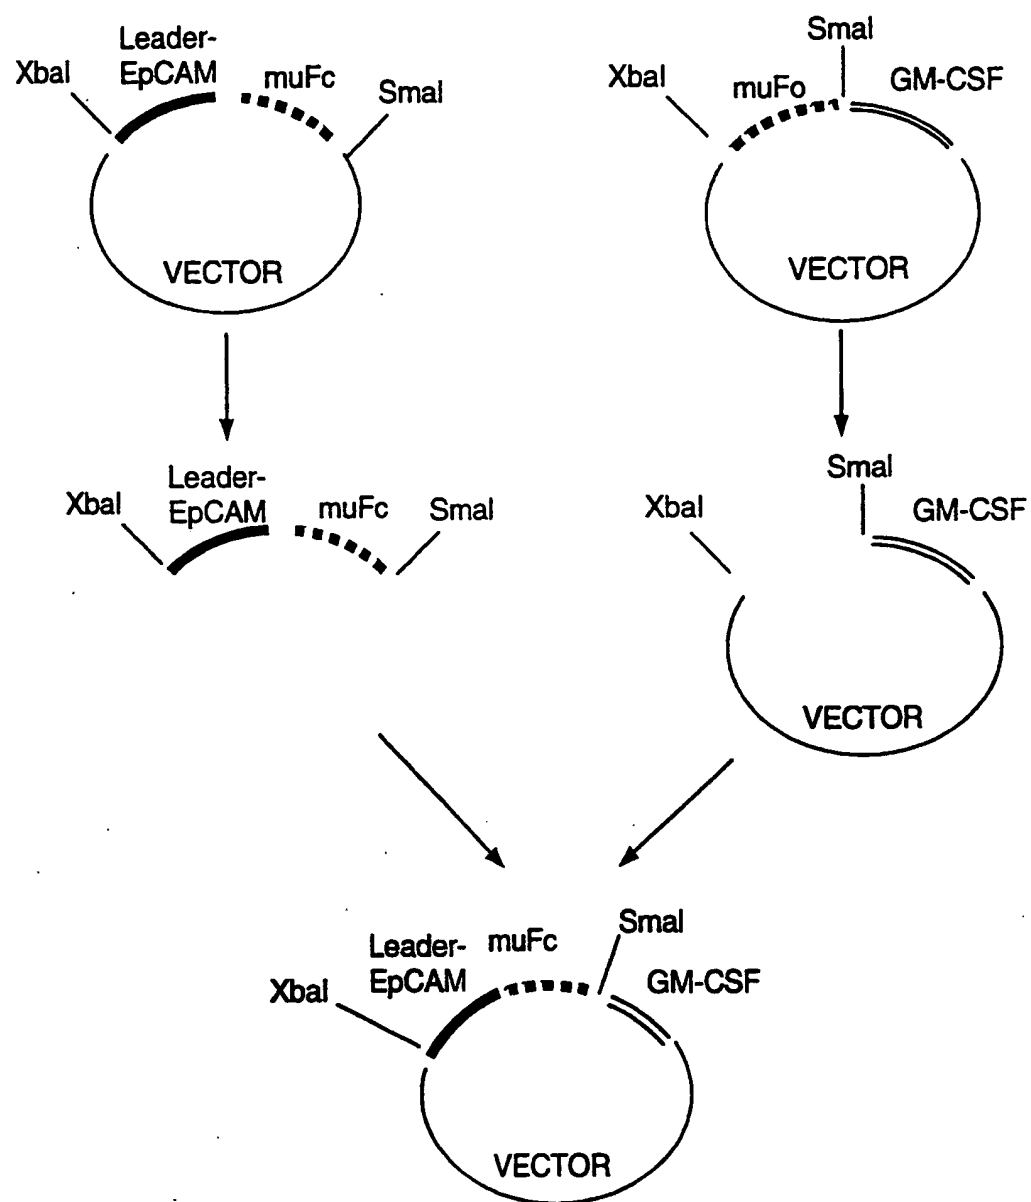 Leader-
EpCAM
XbaI
muFc
SmaI
VECTOR
SmaI
XbaI
muFo
GM-CSF
VECTOR
Leader-
EpCAM
XbaI
muFc
SmaI
VECTOR
SmaI
XbaI
GM-CSF
Leader-
EpCAM
muFc
SmaI
XbaI
GM-CSF
VECTOR